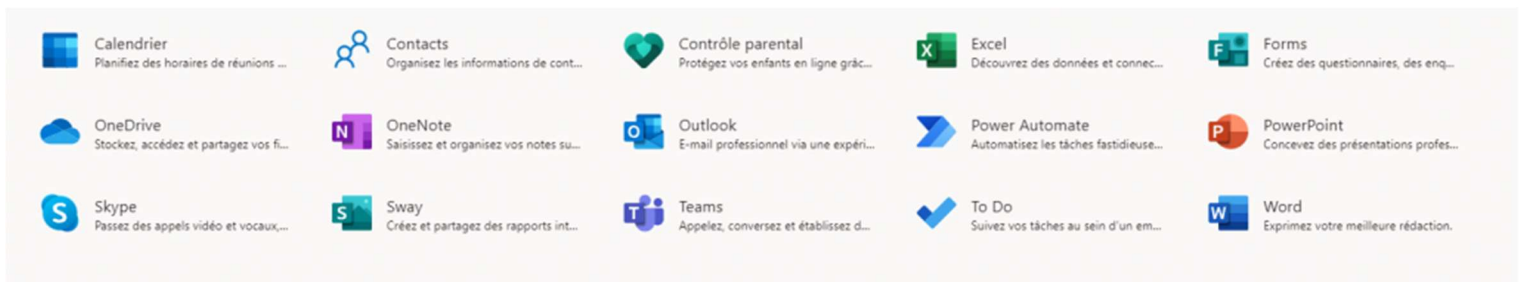 Calendrier
Planifiez des horaires de réunions ...
Contacts
Organisez les informations de cont...
Contrôle parental
Protégez vos enfants en ligne grâc...
X
Excel
Découvrez des données et connec...
F
Forms
Créez des questionnaires, des enq...
OneDrive
Stockez, accédez et partagez vos fi...
N
OneNote
Saisissez et organisez vos notes su...
O
Outlook
E-mail professionnel via une expéri...
Power Automate
Automatisez les tâches fastidieuse...
P
PowerPoint
Concevez des présentations profes...
S
Skype
Passez des appels vidéo et vocaux,...
S
Sway
Créez et partagez des rapports int...
T
Teams
Appelez, conversez et établissez d...
To Do
Suivez vos tâches au sein d'un em...
W
Word
Exprimez votre meilleure rédaction.